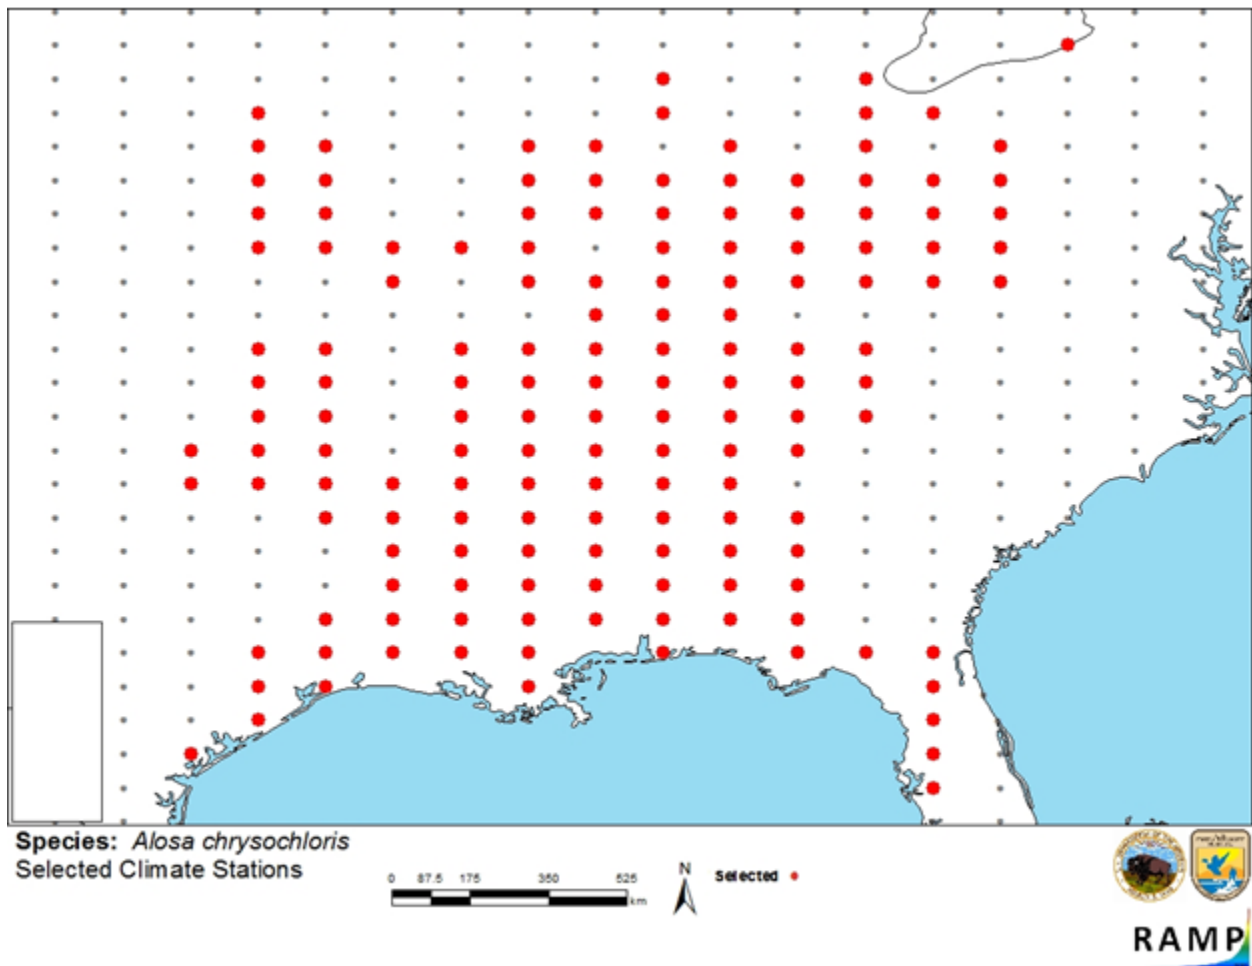 Species: Alosa chrysochloris
Selected Climate Stations
0 87.5 175 350 525
km
N
Selected
RAMP